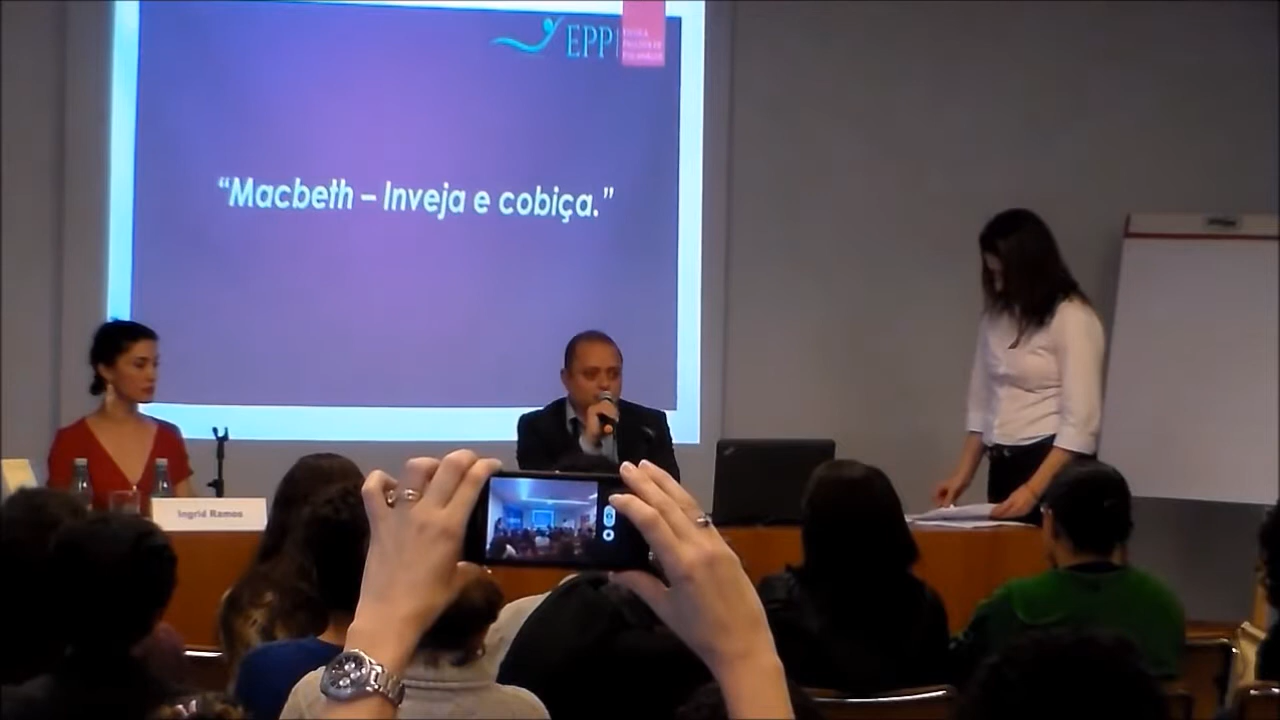 EPP
“Macbeth – Inveja e cobiça.”
Ingrid Ramos